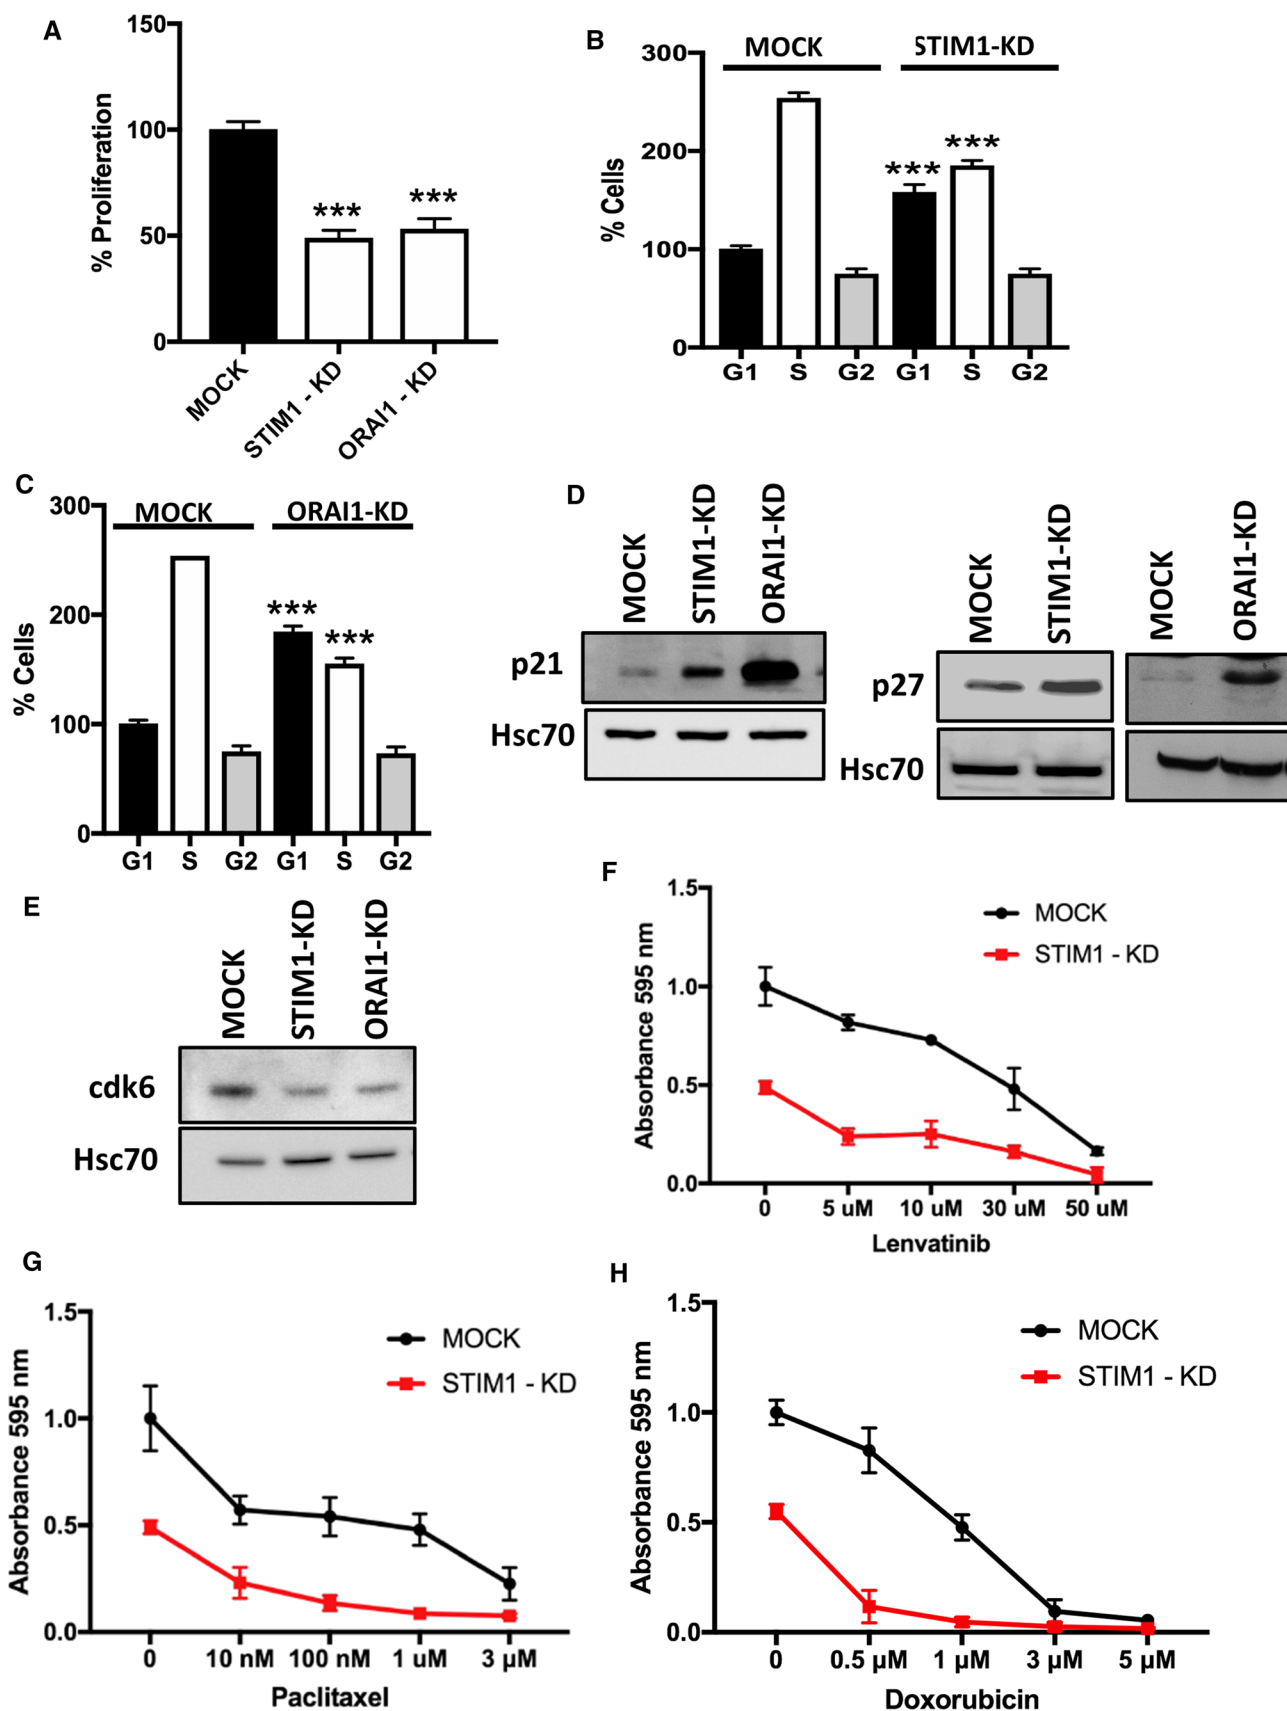 A
150
100
50
0
% Proliferation
***
***
MOCK
STIM1 - KD
ORAI1 - KD
B
MOCK
STIM1-KD
300
200
100
0
% Cells
***
***
G1 S G2 G1 S G2
C
MOCK
ORAI1-KD
300
200
100
0
% Cells
***
***
G1 S G2 G1 S G2
D
MOCK
STIM1-KD
ORAI1-KD
p21
Hsc70
MOCK
STIM1-KD
MOCK
ORAI1-KD
p27
Hsc70
E
MOCK
STIM1-KD
ORAI1-KD
cdk6
Hsc70
F
1.5
1.0
0.5
0.0
Absorbance 595 nm
MOCK
STIM1 - KD
0 5 uM 10 uM 30 uM 50 uM
Lenvatinib
G
1.5
1.0
0.5
0.0
Absorbance 595 nm
MOCK
STIM1 - KD
0 10 nM 100 nM 1 uM 3 µM
Paclitaxel
H
1.5
1.0
0.5
0.0
Absorbance 595 nm
MOCK
STIM1 - KD
0 0.5 µM 1 µM 3 µM 5 µM
Doxorubicin